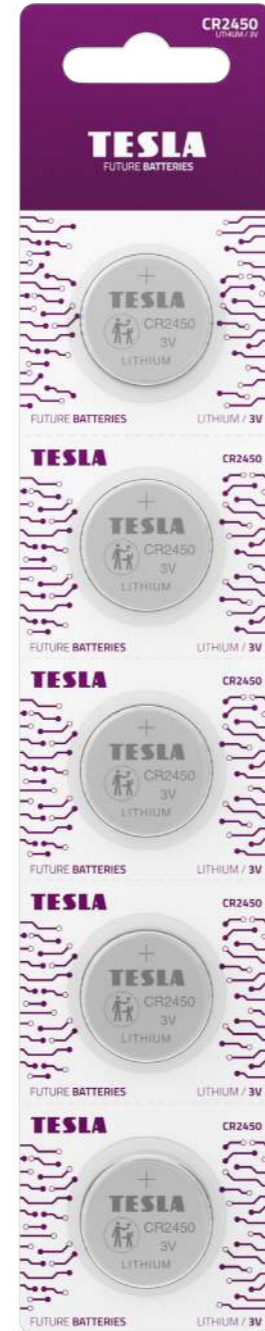 CR2450
LITHIUM / 3V
TESLA
FUTURE BATTERIES
TESLA
CR2450
3V
LITHIUM
FUTURE BATTERIES LITHIUM / 3V
TESLA CR2450
TESLA
CR2450
3V
LITHIUM
FUTURE BATTERIES LITHIUM / 3V
TESLA CR2450
TESLA
CR2450
3V
LITHIUM
FUTURE BATTERIES LITHIUM / 3V
TESLA CR2450
TESLA
CR2450
3V
LITHIUM
FUTURE BATTERIES LITHIUM / 3V
TESLA CR2450
TESLA
CR2450
3V
LITHIUM
FUTURE BATTERIES LITHIUM / 3V